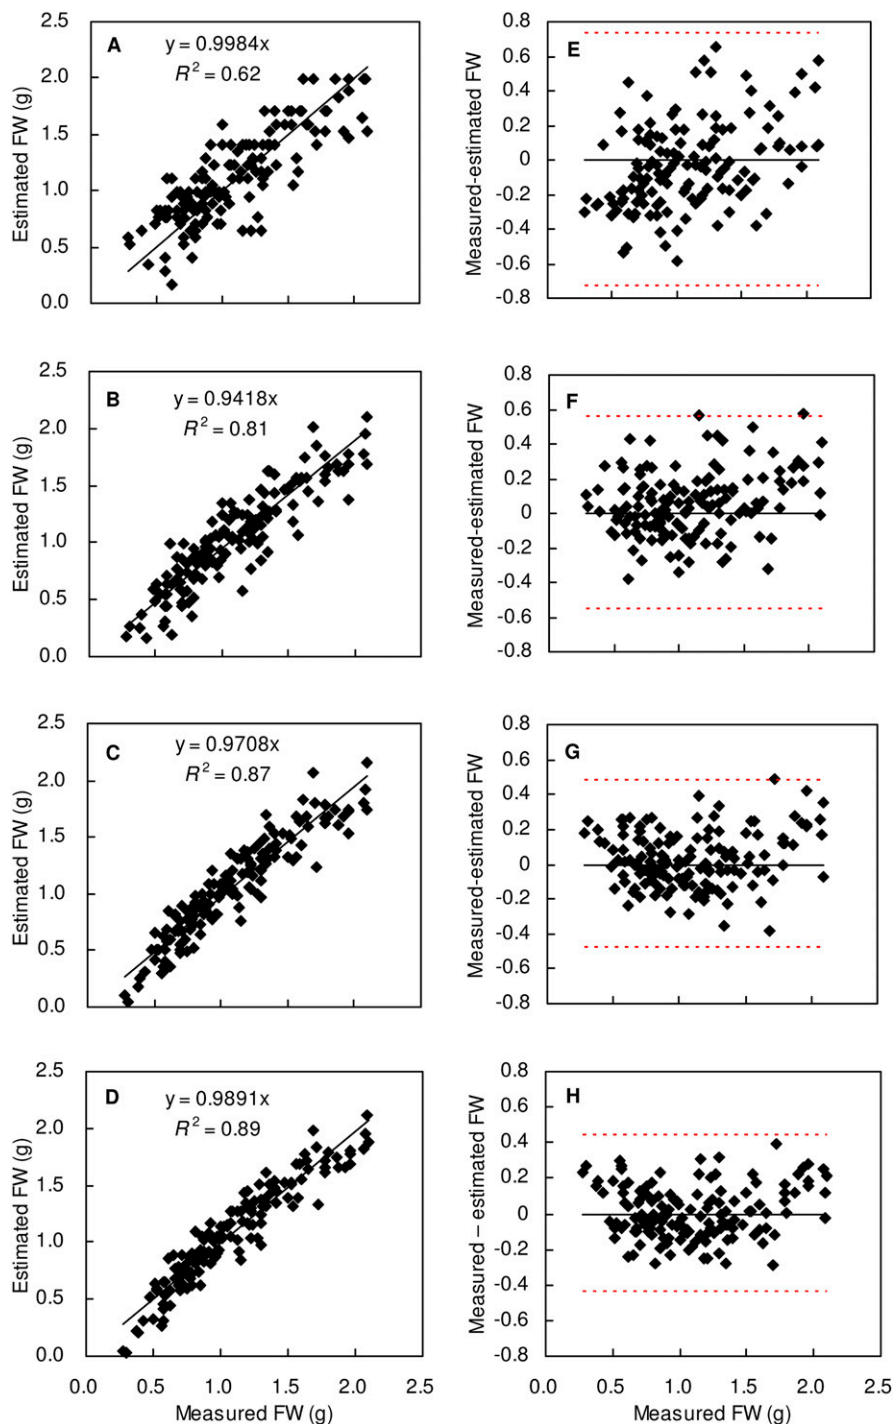 A
y = 0.9984x
R² = 0.62
Estimated FW (g)
2.5
2.0
1.5
1.0
0.5
0.0
E
Measured-estimated FW
0.8
0.6
0.4
0.2
0
-0.2
-0.4
-0.6
-0.8
B
y = 0.9418x
R² = 0.81
Estimated FW (g)
2.5
2.0
1.5
1.0
0.5
0.0
F
Measured-estimated FW
0.8
0.6
0.4
0.2
0
-0.2
-0.4
-0.6
-0.8
C
y = 0.9708x
R² = 0.87
Estimated FW (g)
2.5
2.0
1.5
1.0
0.5
0.0
G
Measured-estimated FW
0.8
0.6
0.4
0.2
0
-0.2
-0.4
-0.6
-0.8
D
y = 0.9891x
R² = 0.89
Estimated FW (g)
2.5
2.0
1.5
1.0
0.5
0.0
0.5 1.0 1.5 2.0 2.5
Measured FW (g)
H
Measured – estimated FW
0.8
0.6
0.4
0.2
0
-0.2
-0.4
-0.6
-0.8
0.0 0.5 1.0 1.5 2.0 2.5
Measured FW (g)